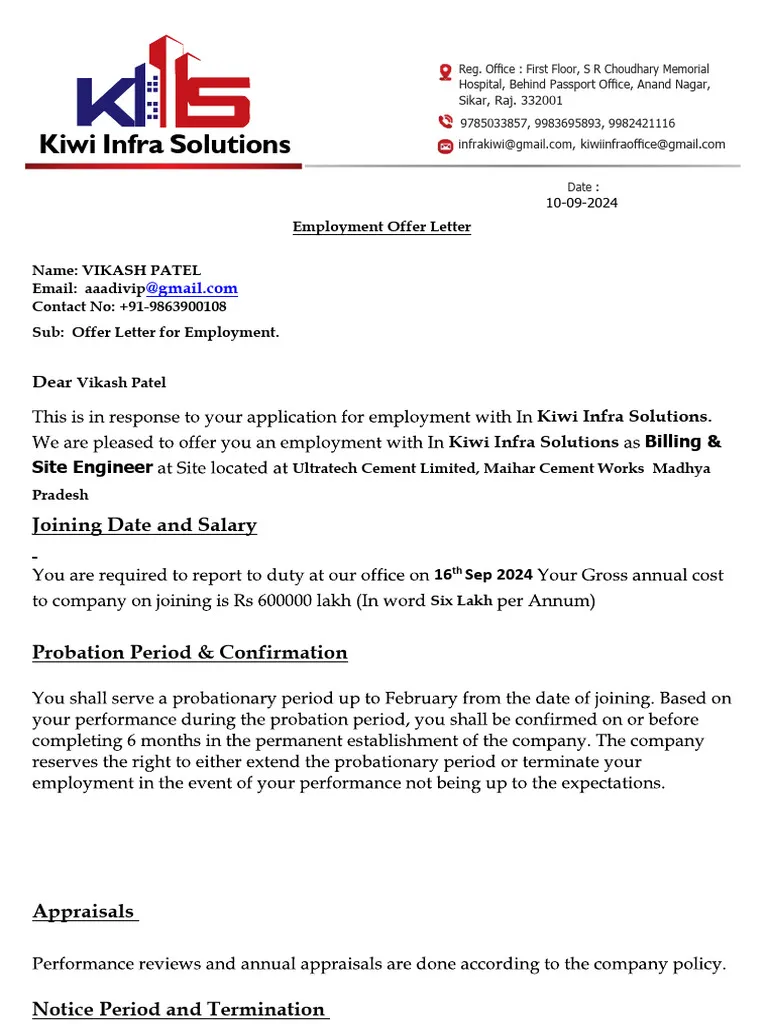 KIIS
Kiwi Infra Solutions
Reg. Office : First Floor, S R Choudhary Memorial
Hospital, Behind Passport Office, Anand Nagar,
Sikar, Raj. 332001
9785033857, 9983695893, 9982421116
infrakiwi@gmail.com, kiwiinfraoffice@gmail.com
Date :
10-09-2024
Employment Offer Letter
Name: VIKASH PATEL
Email:  aaadivip@gmail.com
Contact No: +91-9863900108
Sub:  Offer Letter for Employment.
Dear Vikash Patel
This is in response to your application for employment with In Kiwi Infra Solutions.
We are pleased to offer you an employment with In Kiwi Infra Solutions as Billing &
Site Engineer at Site located at Ultratech Cement Limited, Maihar Cement Works  Madhya
Pradesh
Joining Date and Salary
You are required to report to duty at our office on 16th Sep 2024 Your Gross annual cost
to company on joining is Rs 600000 lakh (In word Six Lakh per Annum)
Probation Period & Confirmation
You shall serve a probationary period up to February from the date of joining. Based on
your performance during the probation period, you shall be confirmed on or before
completing 6 months in the permanent establishment of the company. The company
reserves the right to either extend the probationary period or terminate your
employment in the event of your performance not being up to the expectations.
Appraisals
Performance reviews and annual appraisals are done according to the company policy.
Notice Period and Termination